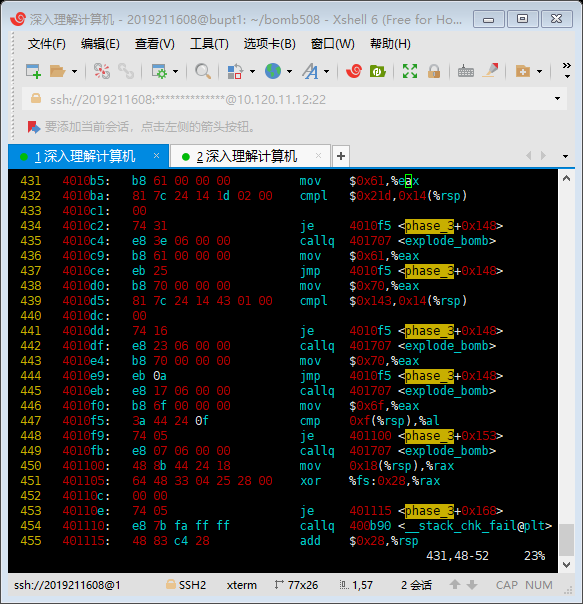 深入理解计算机 - 2019211608@bupt1: ~/bomb508 - Xshell 6 (Free for Ho...
文件(F) 编辑(E) 查看(V) 工具(T) 选项卡(B) 窗口(W) 帮助(H)
ssh://2019211608:**************@10.120.11.12:22
要添加当前会话，点击左侧的箭头按钮。
1 深入理解计算机 × 2 深入理解计算机 × +
431 4010b5: b8 61 00 00 00 mov $0x61,%eax
432 4010ba: 81 7c 24 14 1d 02 00 cmpl $0x21d,0x14(%rsp)
433 4010c1: 00
434 4010c2: 74 31 je 4010f5 <phase_3+0x148>
435 4010c4: e8 3e 06 00 00 callq 401707 <explode_bomb>
436 4010c9: b8 61 00 00 00 mov $0x61,%eax
437 4010ce: eb 25 jmp 4010f5 <phase_3+0x148>
438 4010d0: b8 70 00 00 00 mov $0x70,%eax
439 4010d5: 81 7c 24 14 43 01 00 cmpl $0x143,0x14(%rsp)
440 4010dc: 00
441 4010dd: 74 16 je 4010f5 <phase_3+0x148>
442 4010df: e8 23 06 00 00 callq 401707 <explode_bomb>
443 4010e4: b8 70 00 00 00 mov $0x70,%eax
444 4010e9: eb 0a jmp 4010f5 <phase_3+0x148>
445 4010eb: e8 17 06 00 00 callq 401707 <explode_bomb>
446 4010f0: b8 6f 00 00 00 mov $0x6f,%eax
447 4010f5: 3a 44 24 0f cmp 0xf(%rsp),%al
448 4010f9: 74 05 je 401100 <phase_3+0x153>
449 4010fb: e8 07 06 00 00 callq 401707 <explode_bomb>
450 401100: 48 8b 44 24 18 mov 0x18(%rsp),%rax
451 401105: 64 48 33 04 25 28 00 xor %fs:0x28,%rax
452 40110c: 00 00
453 40110e: 74 05 je 401115 <phase_3+0x168>
454 401110: e8 7b fa ff ff callq 400b90 <__stack_chk_fail@plt>
455 401115: 48 83 c4 28 add $0x28,%rsp
431,48-52 23%
ssh://2019211608@1 SSH2 xterm 77x26 1,57 2 会话 CAP NUM